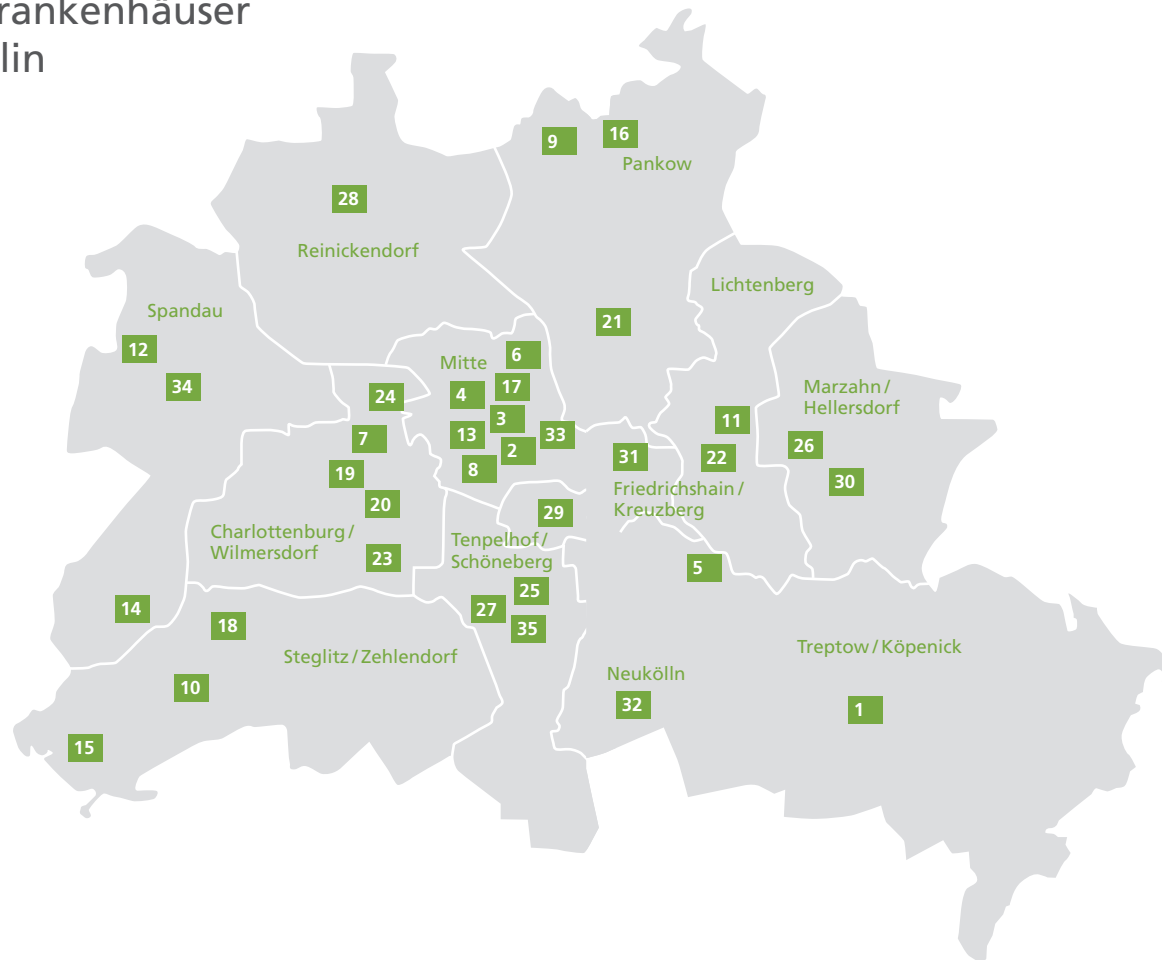 rankenhäuser
lin
9
16
Pankow
28
Reinickendorf
Lichtenberg
Spandau
21
12
6
Mitte
34
17
Marzahn /
Hellersdorf
24
4
3
11
7
13
33
26
2
31
22
8
19
30
Friedrichshain /
Kreuzberg
20
29
Charlottenburg /
Wilmersdorf
Tenpelhof /
Schöneberg
23
5
25
14
27
18
35
Treptow / Köpenick
Steglitz / Zehlendorf
Neukölln
10
32
1
15